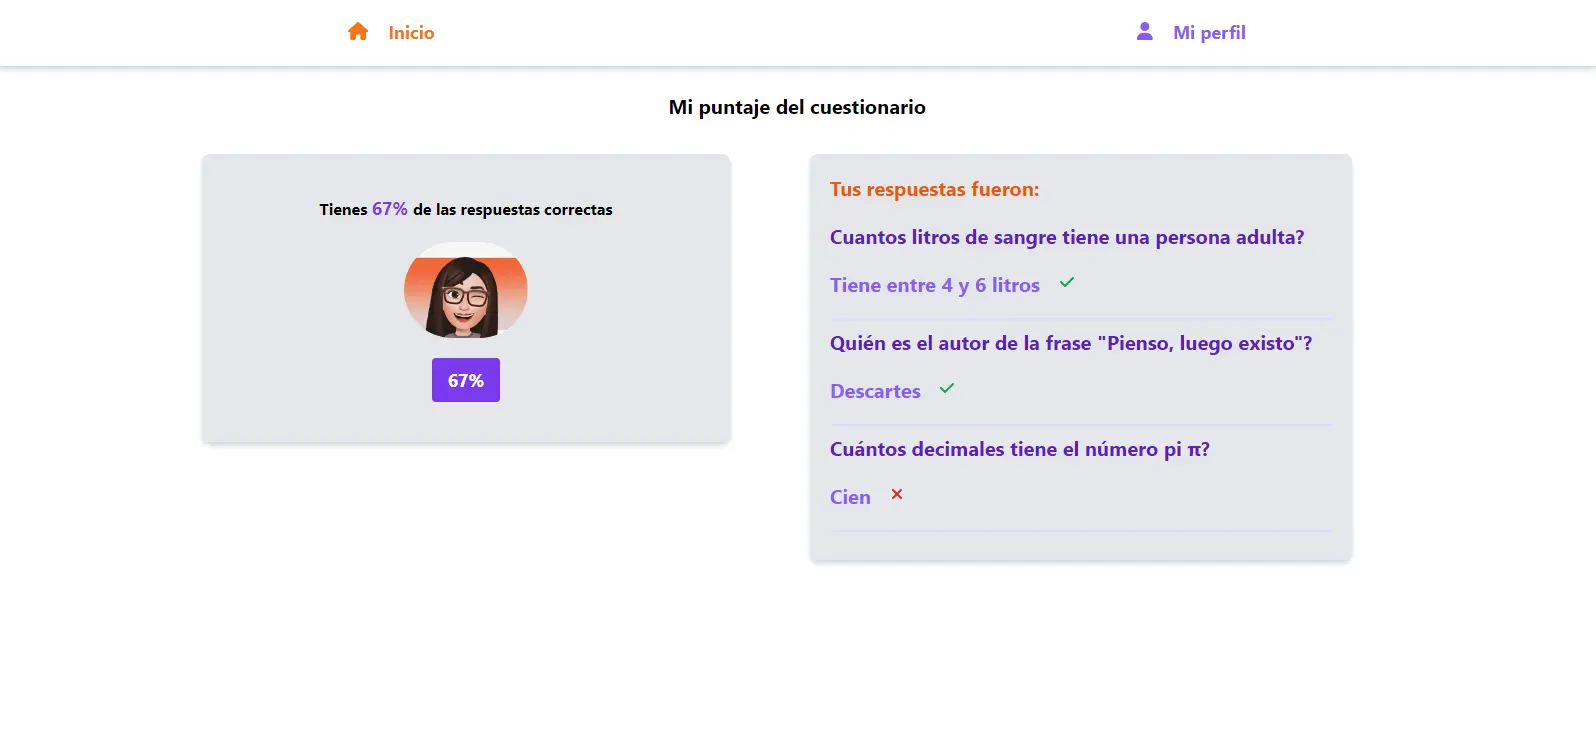 Inicio
Mi perfil
Mi puntaje del cuestionario
Tienes 67% de las respuestas correctas
67%
Tus respuestas fueron:
Cuantos litros de sangre tiene una persona adulta?
Tiene entre 4 y 6 litros
Quién es el autor de la frase "Pienso, luego existo"?
Descartes
Cuántos decimales tiene el número pi π?
Cien